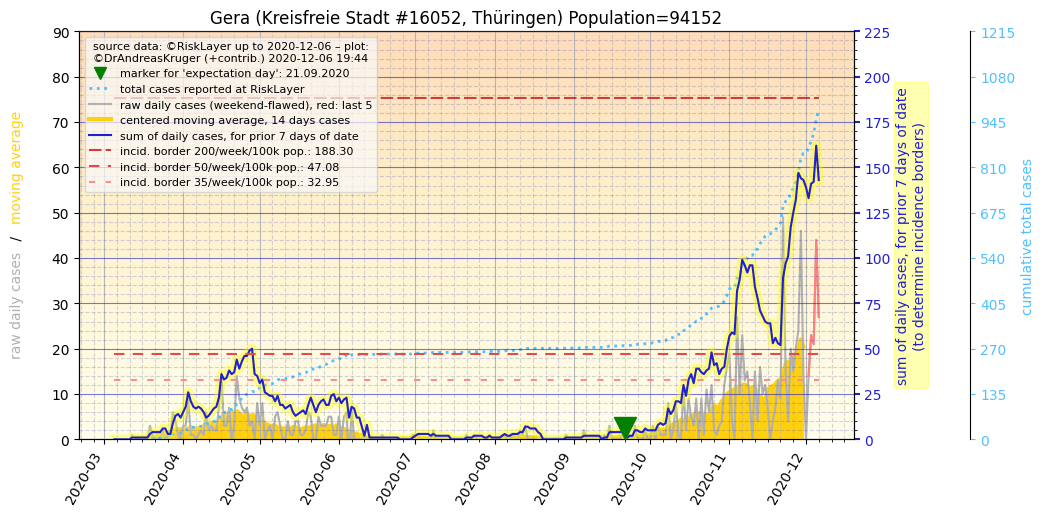 Gera (Kreisfreie Stadt #16052, Thüringen) Population=94152
source data: ©RiskLayer up to 2020-12-06 – plot:
©DrAndreasKruger (+contrib.) 2020-12-06 19:44
marker for 'expectation day': 21.09.2020
total cases reported at RiskLayer
raw daily cases (weekend-flawed), red: last 5
centered moving average, 14 days cases
sum of daily cases, for prior 7 days of date
incid. border 200/week/100k pop.: 188.30
incid. border 50/week/100k pop.: 47.08
incid. border 35/week/100k pop.: 32.95
raw daily cases / moving average
90
80
70
60
50
40
30
20
10
0
225
200
175
150
125
100
75
50
25
0
sum of daily cases, for prior 7 days of date
(to determine incidence borders)
1215
1080
945
810
675
540
405
270
135
0
cumulative total cases
2020-03
2020-04
2020-05
2020-06
2020-07
2020-08
2020-09
2020-10
2020-11
2020-12